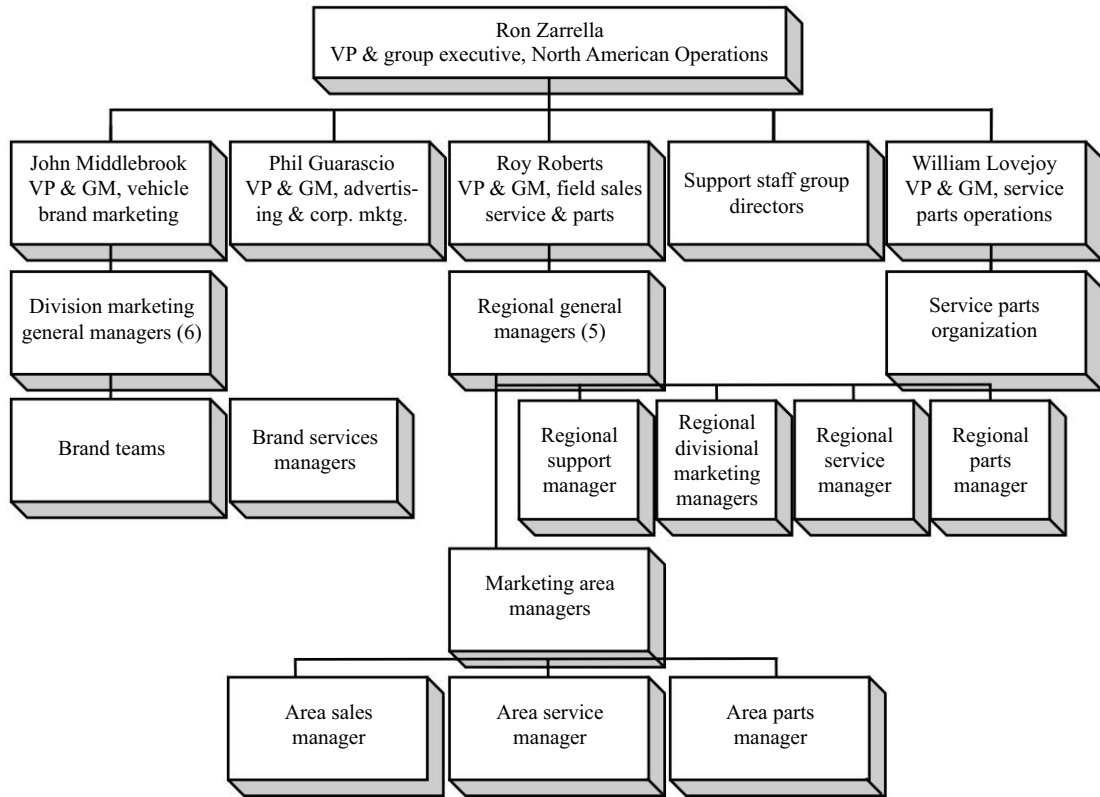 Ron Zarrella
VP & group executive, North American Operations
John Middlebrook
VP & GM, vehicle
brand marketing
Phil Guarascio
VP & GM, advertis-
ing & corp. mktg.
Roy Roberts
VP & GM, field sales
service & parts
Support staff group
directors
William Lovejoy
VP & GM, service
parts operations
Division marketing
general managers (6)
Regional general
managers (5)
Service parts
organization
Brand teams
Brand services
managers
Regional
support
manager
Regional
divisional
marketing
managers
Regional
service
manager
Regional
parts
manager
Marketing area
managers
Area sales
manager
Area service
manager
Area parts
manager